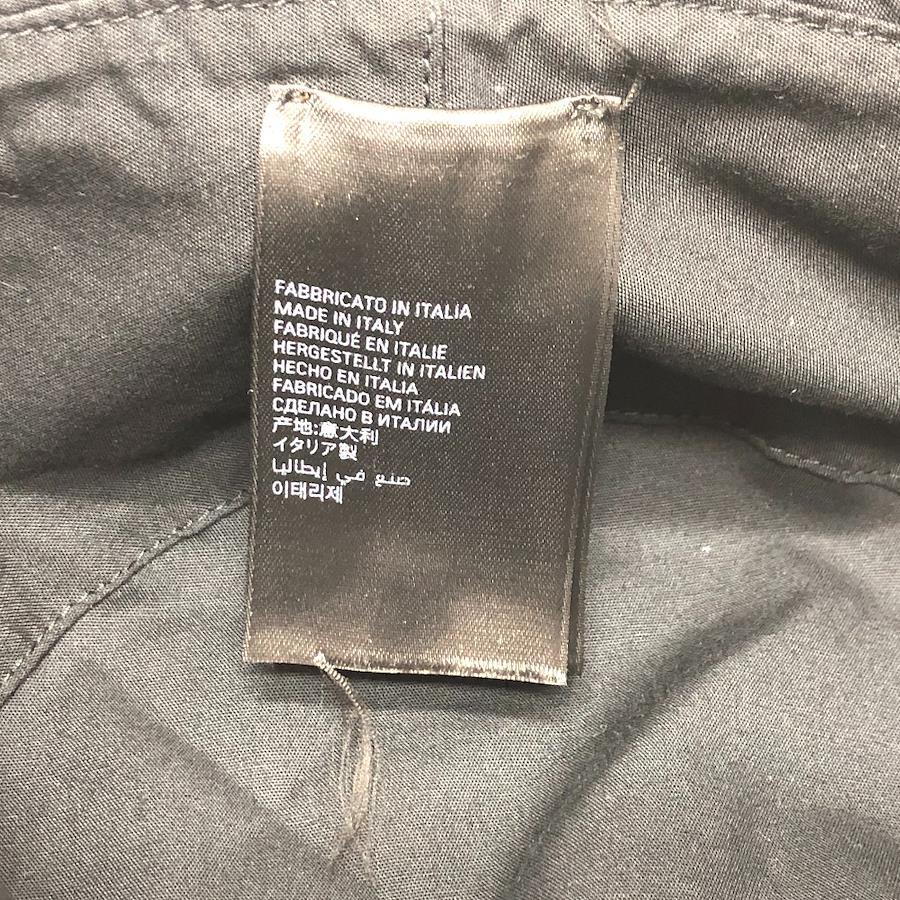 FABBRICATO IN ITALIA
MADE IN ITALY
FABRIQUÉ EN ITALIE
HERGESTELLT IN ITALIEN
HECHO EN ITALIA
FABRICADO EM ITÁLIA
СДЕЛАНО В ИТАЛИИ
产地:意大利
イタリア製
صنع في إيطاليا
이태리제